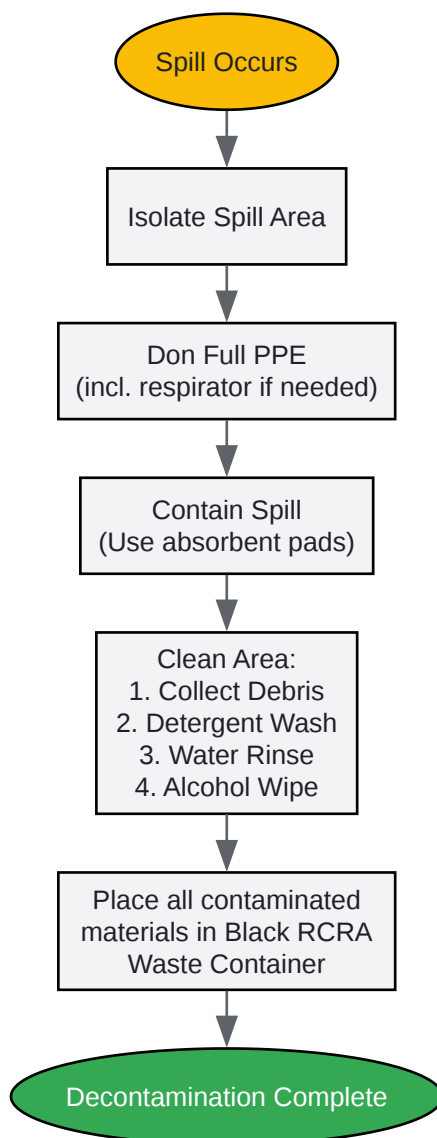 Spill Occurs
Isolate Spill Area
Don Full PPE
(incl. respirator if needed)
Contain Spill
(Use absorbent pads)
Clean Area:
1. Collect Debris
2. Detergent Wash
3. Water Rinse
4. Alcohol Wipe
Place all contaminated
materials in Black RCRA
Waste Container
Decontamination Complete